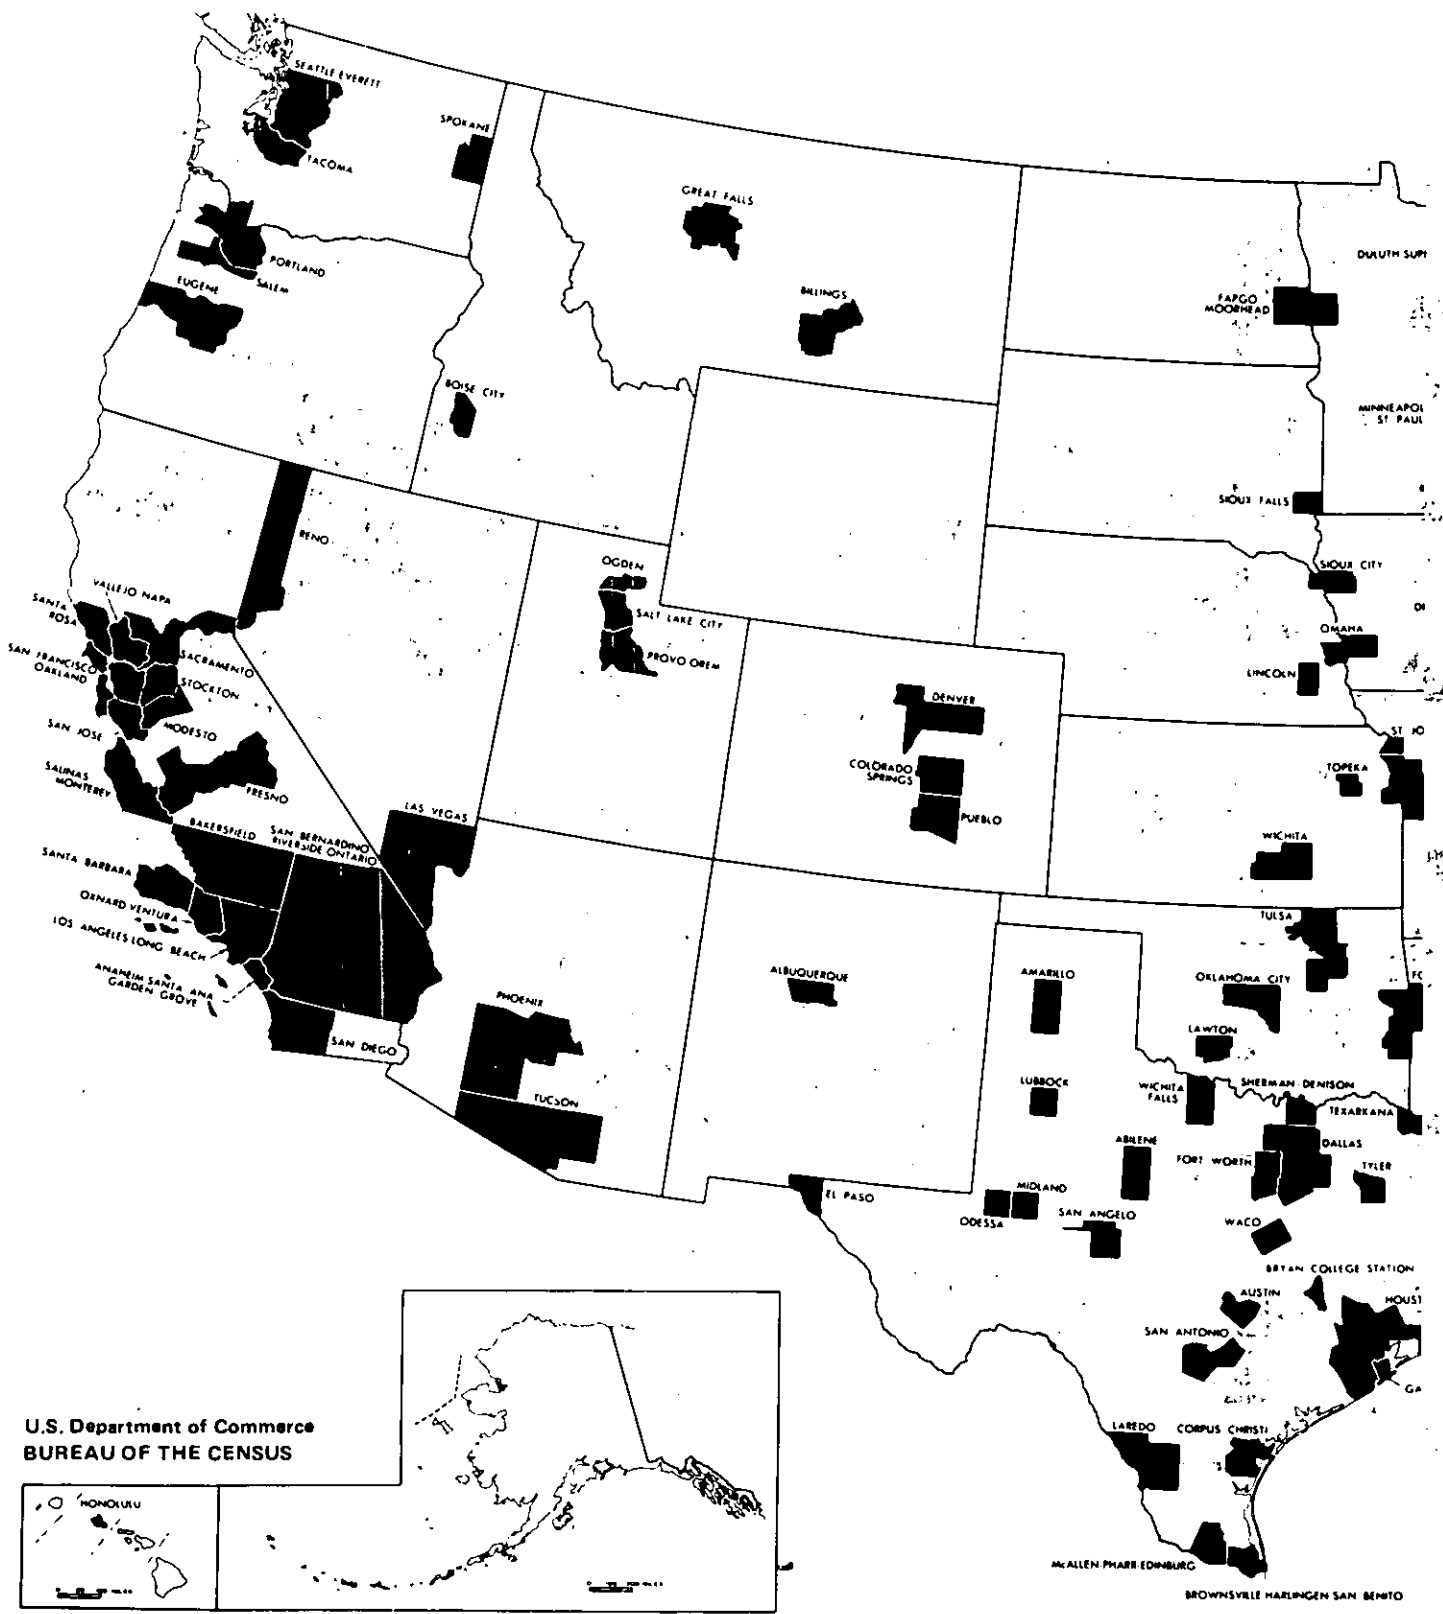 SEATTLE EVERETT
SPOKANE
TACOMA
GREAT FALLS
PORTLAND
SALEM
EUGENE
BILLINGS
DULUTH SUP
FARGO
MOORHEAD
BOISE CITY
MINNEAPOL
ST PAUL
SIOUX FALLS
RENO
OGDEN
SIOUX CITY
VALLEJO NAPA
SANTA
ROSA
SALT LAKE CITY
OMAHA
SAN FRANCISCO
OAKLAND
SACRAMENTO
PROVO OREM
LINCOLN
STOCKTON
DENVER
SAN JOSE
MODESTO
ST JO
SALINAS
MONTEREY
FRESNO
COLORADO
SPRINGS
TOPEKA
LAS VEGAS
PUEBLO
BAKERSFIELD
SAN BERNARDINO
RIVERSIDE ONTARIO
WICHITA
SANTA BARBARA
OXNARD VENTURA
TULSA
LOS ANGELES LONG BEACH
ANAHEIM SANTA ANA
GARDEN GROVE
ALBUQUERQUE
AMARILLO
OKLAHOMA CITY
FO
PHOENIX
LAWTON
SAN DIEGO
LUBBOCK
WICHITA
FALLS
SHERMAN-DENISON
TUCSON
TEXARKANA
ABILENE
DALLAS
FORT WORTH
TYLER
EL PASO
MIDLAND
ODESSA
SAN ANGELO
WACO
BRYAN COLLEGE STATION
AUSTIN
HOUST
SAN ANTONIO
GA
U.S. Department of Commerce
BUREAU OF THE CENSUS
LAREDO
CORPUS CHRISTI
HONOLULU
McALLEN-PHARR-EDINBURG
BROWNSVILLE HARLINGEN SAN BENITO